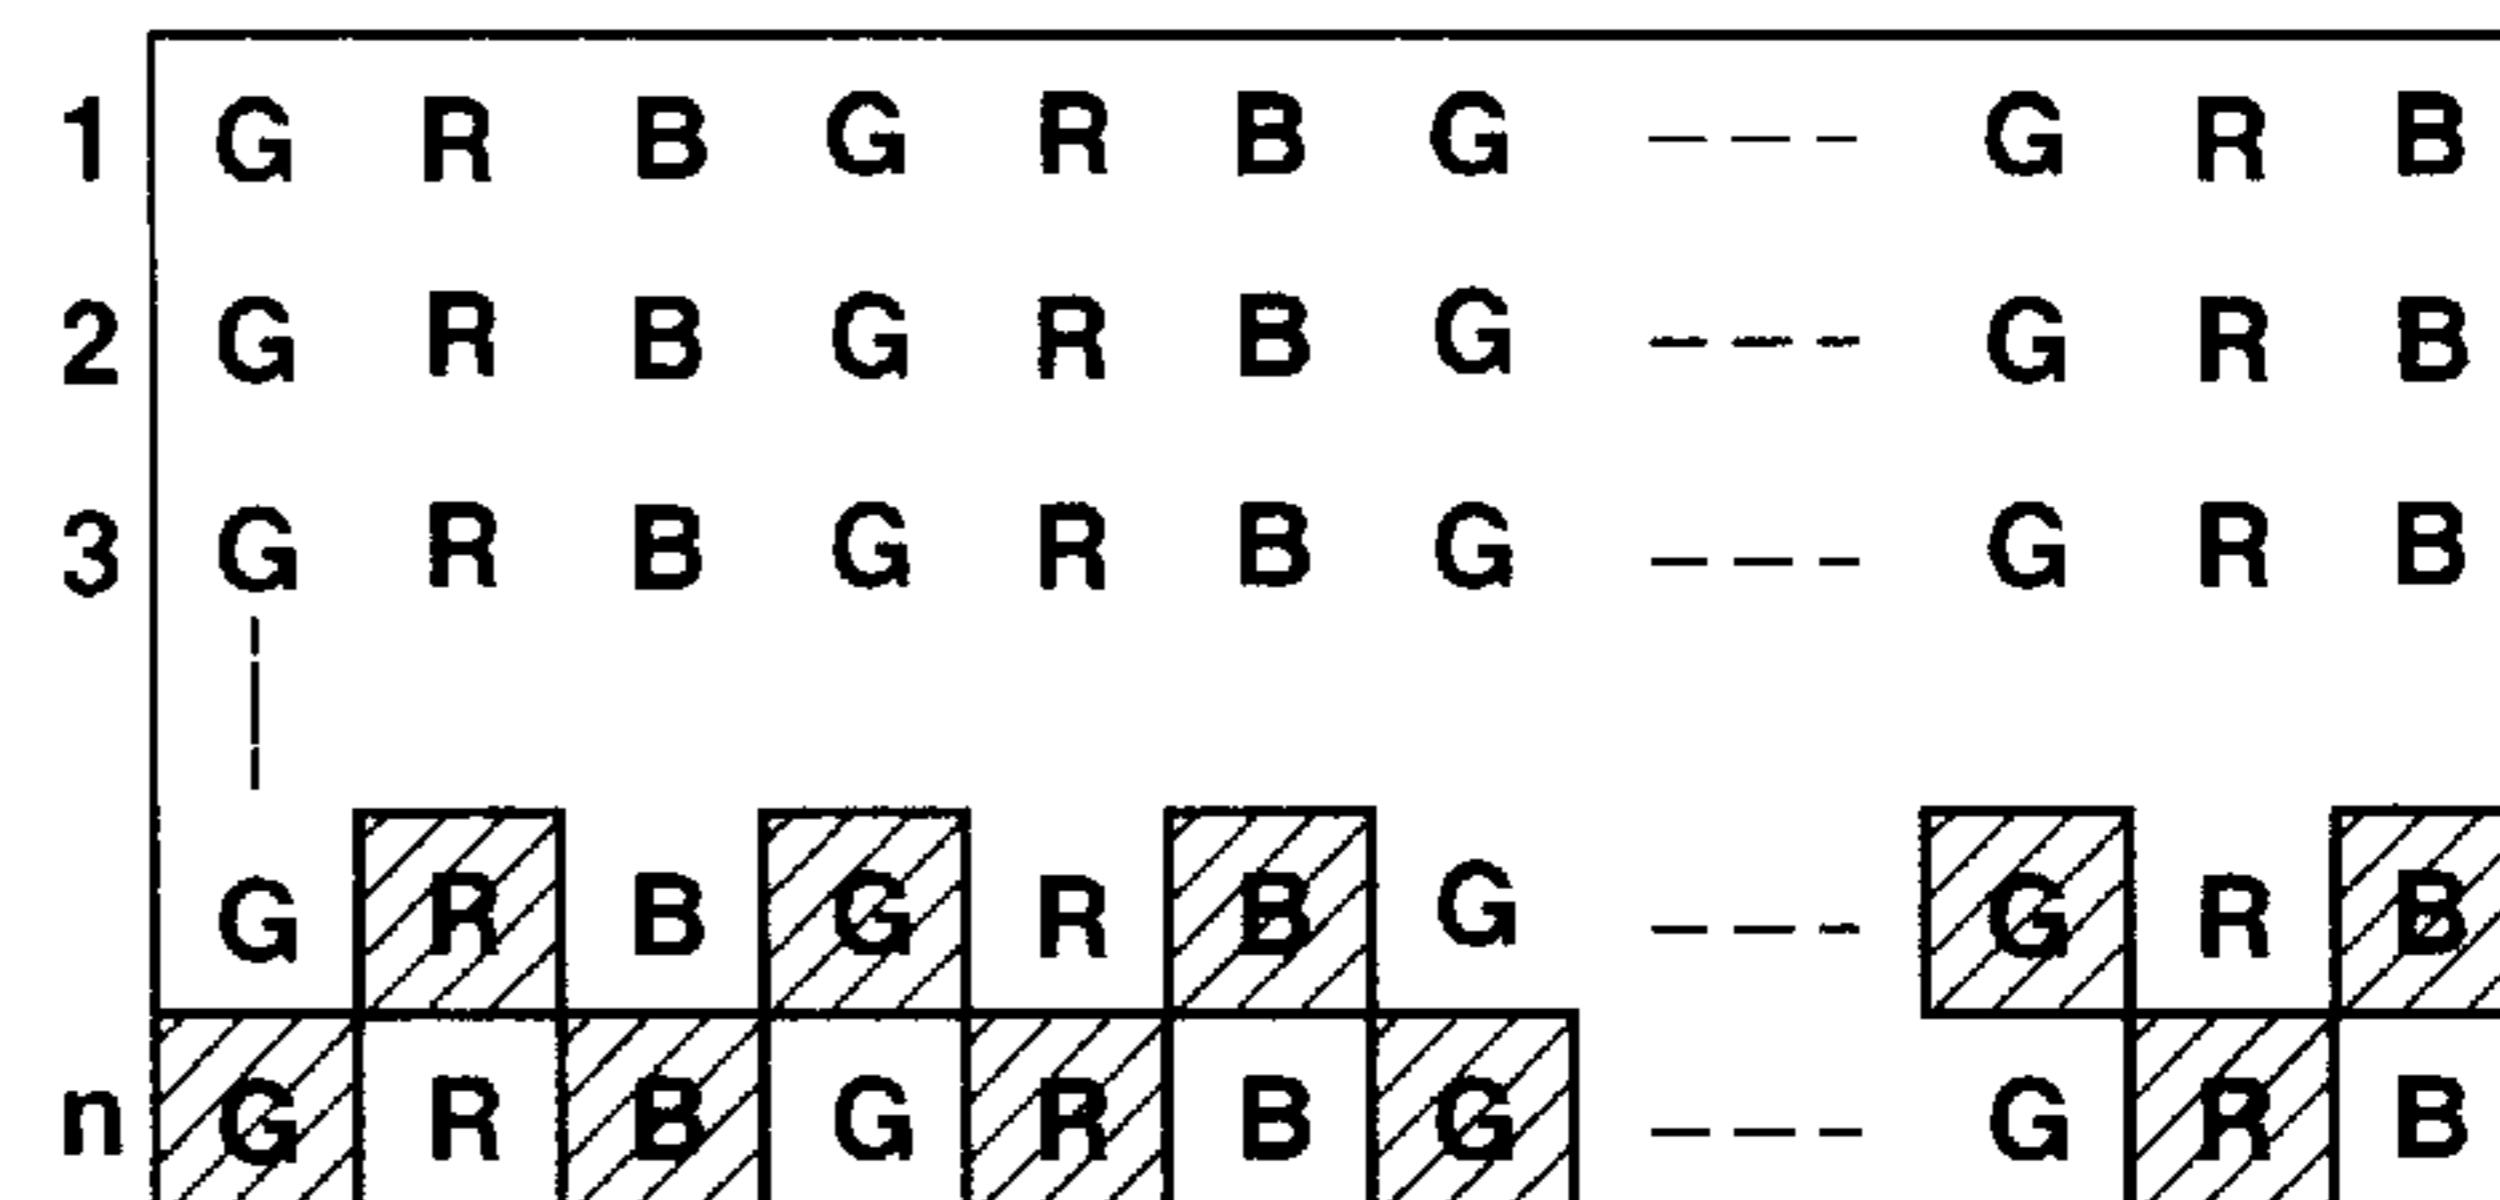 1 G R B G R B G --- G R B
2 G R B G R B G --- G R B
3 G R B G R B G --- G R B
G R B G R B G --- G R B
n G R B G R B G --- G R B